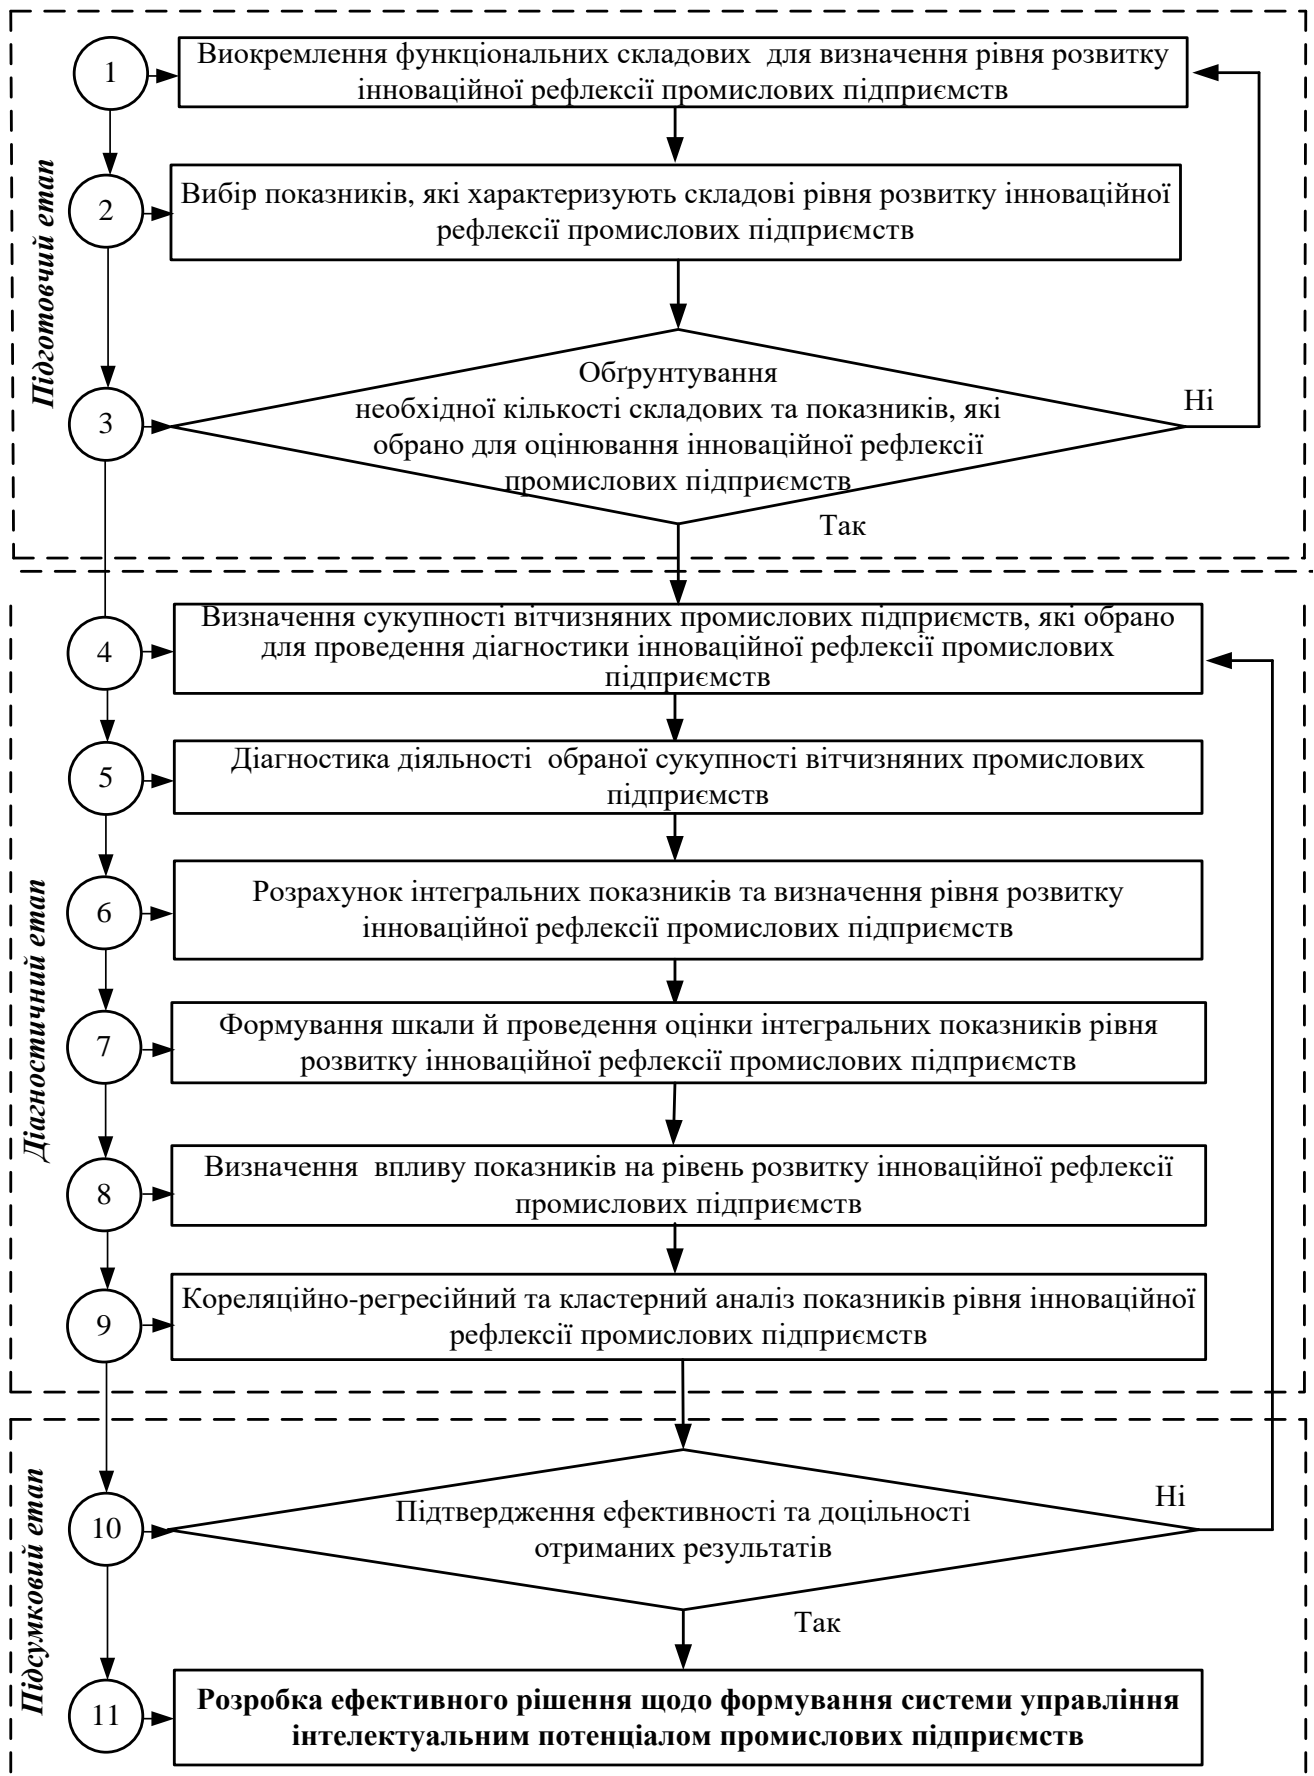 1
Виокремлення функціональних складових для визначення рівня розвитку
інноваційної рефлексії промислових підприємств
Підготовчий етап
2
Вибір показників, які характеризують складові рівня розвитку інноваційної
рефлексії промислових підприємств
3
Обґрунтування
необхідної кількості складових та показників, які
обрано для оцінювання інноваційної рефлексії
промислових підприємств
Ні
Так
4
Визначення сукупності вітчизняних промислових підприємств, які обрано
для проведення діагностики інноваційної рефлексії промислових
підприємств
5
Діагностика діяльності обраної сукупності вітчизняних промислових
підприємств
Діагностичний етап
6
Розрахунок інтегральних показників та визначення рівня розвитку
інноваційної рефлексії промислових підприємств
7
Формування шкали й проведення оцінки інтегральних показників рівня
розвитку інноваційної рефлексії промислових підприємств
8
Визначення впливу показників на рівень розвитку інноваційної рефлексії
промислових підприємств
9
Кореляційно-регресійний та кластерний аналіз показників рівня інноваційної
рефлексії промислових підприємств
Підсумковий етап
10
Підтвердження ефективності та доцільності
отриманих результатів
Ні
Так
11
Розробка ефективного рішення щодо формування системи управління
інтелектуальним потенціалом промислових підприємств